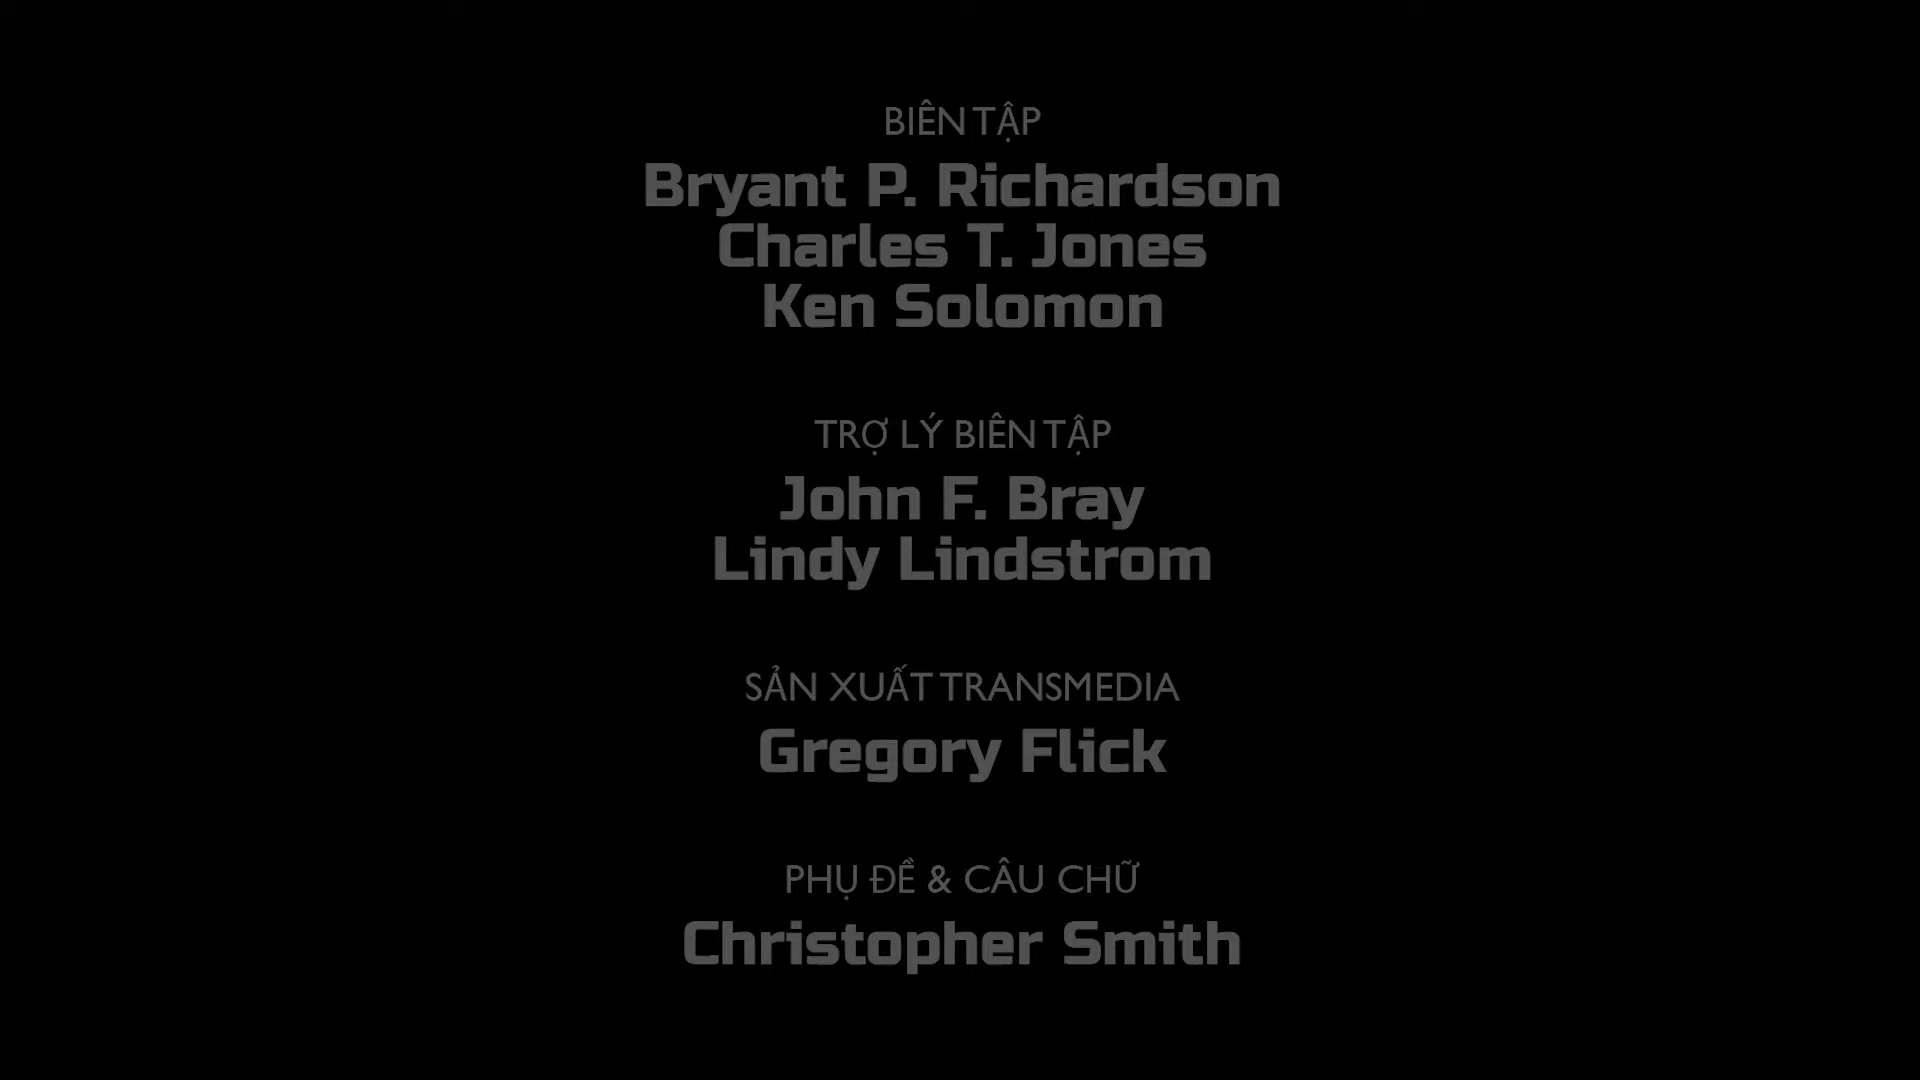 BIÊN TẬP
Bryant P. Richardson
Charles T. Jones
Ken Solomon
TRỢ LÝ BIÊN TẬP
John F. Bray
Lindy Lindstrom
SẢN XUẤT TRANSMEDIA
Gregory Flick
PHỤ ĐỀ & CÂU CHỮ
Christopher Smith